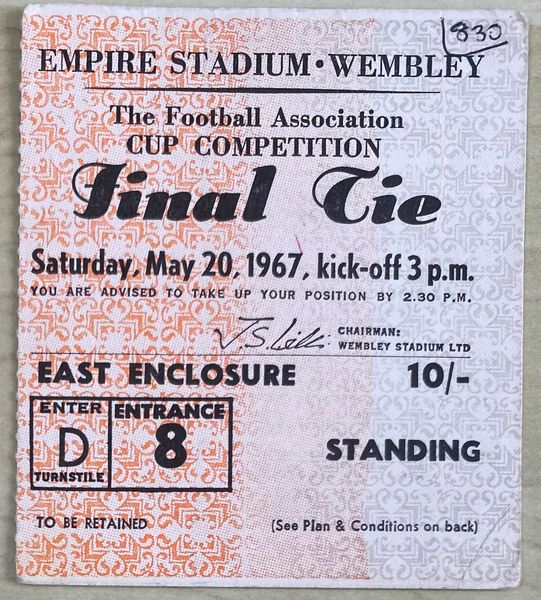 830
EMPIRE STADIUM • WEMBLEY
The Football Association
CUP COMPETITION
Final Tie
Saturday, May 20, 1967, kick-off 3 p.m.
YOU ARE ADVISED TO TAKE UP YOUR POSITION BY 2.30 P.M.
CHAIRMAN:
WEMBLEY STADIUM LTD
EAST ENCLOSURE 10/-
ENTER
D
TURNSTILE
ENTRANCE
8
STANDING
TO BE RETAINED
(See Plan & Conditions on back)